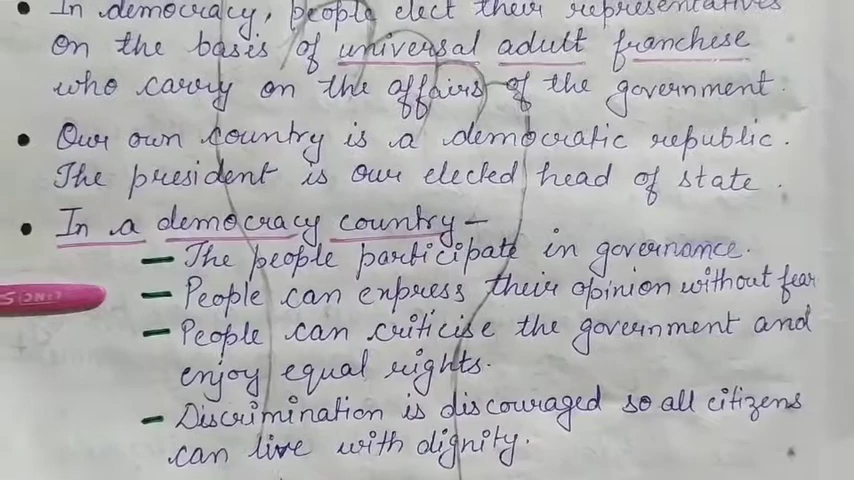 • In democracy, people elect their representatives
on the basis of universal adult franchese
who carry on the affairs of the government.
• Our own country is a democratic republic.
The president is our elected head of state.
• In a democracy country –
– The people participate in governance.
– People can express their opinion without fear
– People can criticise the government and
enjoy equal rights.
– Discrimination is discouraged so all citizens
can live with dignity.